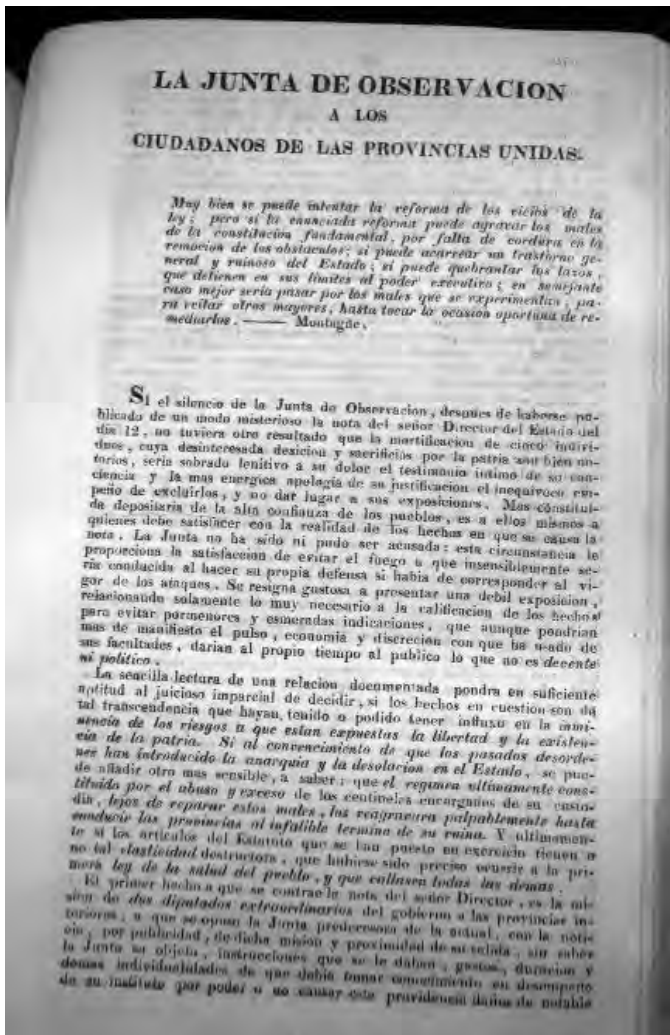 LA JUNTA DE OBSERVACION
A LOS
CIUDADANOS DE LAS PROVINCIAS UNIDAS.
Muy bien se puede intentar la reforma de los vicios de la
ley; pero si la enunciada reforma puede agravar los males
de la constitucion fundamental, por falta de cordura en la
remocion de los obstaculos; si puede acarrear un trastorno ge-
neral y ruinoso del Estado; si puede quebrantar los lazos,
que detienen en sus limites al poder executivo; en semejante
caso mejor seria pasar por los males que se experimentan, pa-
ra evitar otros mayores, hasta tocar la ocasion oportuna de re-
mediarlos. —— Montagñe.
Si el silencio de la Junta de Observacion, despues de haberse pu-
blicado de un modo misterioso la nota del señor Director del Estado del
dia 12, no tuviera otro resultado que la mortificacion de cinco indivi-
duos, cuya desinteresada desicion y sacrificios por la patria son bien no-
torios, seria sobrado lenitivo a su dolor el testimonio intimo de su con-
ciencia y la mas energica apologia de su justificacion el inequivoco em-
peño de excluirlos, y no dar lugar a sus exposiciones. Mas constitui-
da depositaria de la alta confianza de los pueblos, es a ellos mismos a
quienes debe satisfacer con la realidad de los hechos en que se causa la
nota. La Junta no ha sido ni pudo ser acusada: esta circunstancia le
proporciona la satisfaccion de evitar el fuego a que insensiblemente se-
ria conducida al hacer su propia defensa si habia de corresponder al vi-
gor de los ataques. Se resigna gustosa a presentar una debil exposicion,
relacionando solamente lo muy necesario a la calificacion de los hechos
para evitar pormenores y esmeradas indicaciones, que aunque pondrian
mas de manifiesto el pulso, economia y discrecion con que ha usado de
sus facultades, darian al propio tiempo al publico lo que no es decente
ni politico.
La sencilla lectura de una relacion documentada pondra en suficiente
aptitud al juicioso imparcial de decidir, si los hechos en cuestion son de
tal transcendencia que hayan tenido o podido tener influxo en la inmi-
nencia de los riesgos a que estan expuestas la libertad y la existen-
cia de la patria. Si al convencimiento de que los pasados desorde-
nes han introducido la anarquia y la desolacion en el Estado, se pue-
de añadir otro mas sensible, a saber: que el regimen ultimamente cons-
tituido por el abuso y exceso de los centinelas encargados de su custo-
dia, lejos de reparar estos males, los reagravara palpablemente hasta
conducir las provincias al infalible termino de su ruina. Y ultimamen-
te si los articulos del Estatuto que se han puesto en exercicio tienen a
no tal elasticidad destructora, que hubiese sido preciso ocurrir a la pri-
mera ley de la salud del pueblo, y que callasen todas las demas.
El primer hecho a que se contrae la nota del señor Director, es la mi-
sion de dos diputados extraordinarios del gobierno a las provincias in-
teriores, a que se opuso la Junta predecesora de la actual, con la noti-
cia, por publicidad, de dicha mision y proximidad de su salida, sin saber
la Junta su objeto, instrucciones que se le daban, gastos, duracion y
demas individualidades de que debia tomar conocimiento en desempeño
de su instituto por poder o no causar esta providencia daños de notable